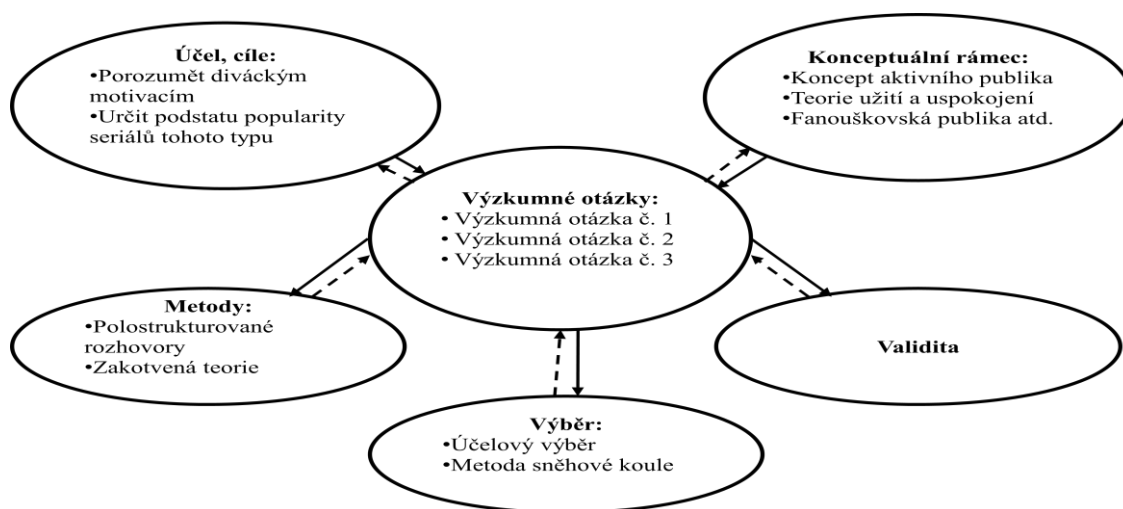 Účel, cíle:
•Porozumět diváckým
motivacím
•Určit podstatu popularity
seriálů tohoto typu
Konceptuální rámec:
•Koncept aktivního publika
•Teorie užití a uspokojení
•Fanouškovská publika atd.
Výzkumné otázky:
• Výzkumná otázka č. 1
• Výzkumná otázka č. 2
• Výzkumná otázka č. 3
Metody:
•Polostrukturované
rozhovory
•Zakotvená teorie
Validita
Výběr:
•Účelový výběr
•Metoda sněhové koule